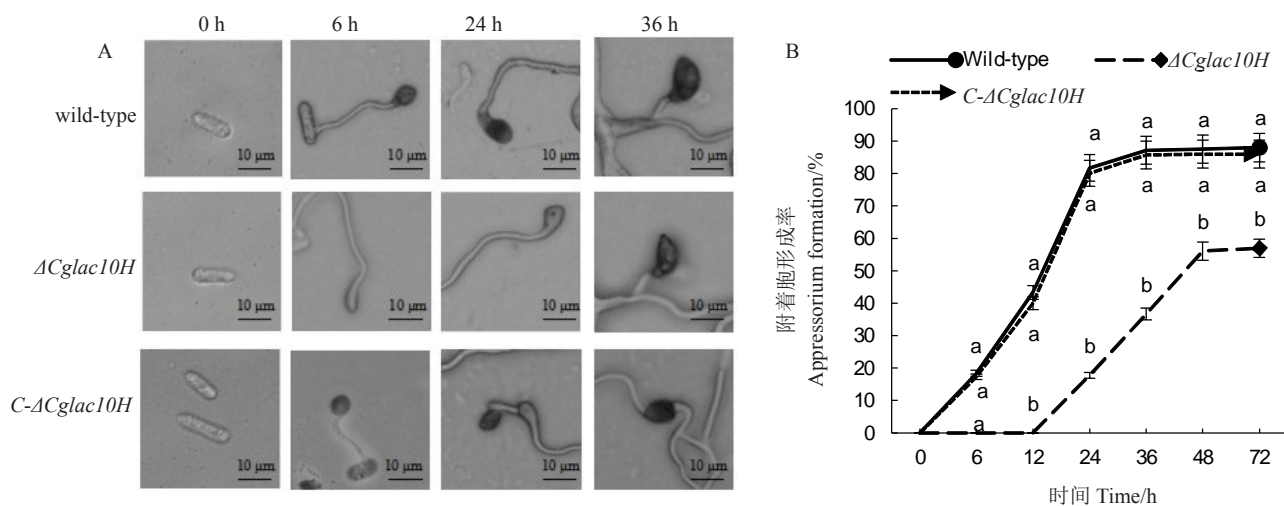 A
0 h 6 h 24 h 36 h
wild-type
10 μm 10 μm 10 μm 10 μm
ΔCglac10H
10 μm 10 μm 10 μm 10 μm
C-ΔCglac10H
10 μm 10 μm 10 μm 10 μm
B
Wild-type ΔCglac10H
C-ΔCglac10H
附着胞形成率
Appressorium formation/%
100
90
80
70
60
50
40
30
20
10
0
a a a a
a a a a
b b
a
b
a
a
b
a
b
a
0 6 12 24 36 48 72
时间 Time/h